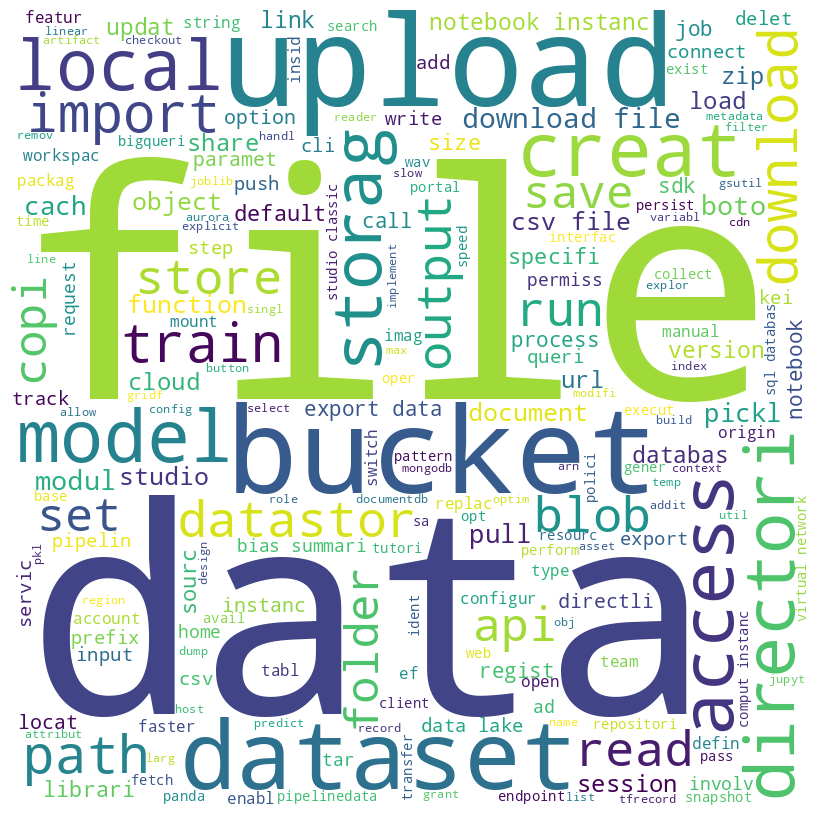 featur
linear
artifact
updat
string
checkout
link
search
insid
notebook instanc
job
connect
delet
exist
zip
local
upload
add
import
option
download file
write
load
metadata
filter
download
remov
bigqueri
share
handl
cli
reader
size
creat
workspac
paramet
storag
wav
slow
portal
packag
joblib
push
save
sdk
gsutil
cach
object
default
call
output
csv file
persist
boto
variabl
cdn
time
aurora
explicit
studio classic
implement
speed
interfac
file
line
step
specifi
collect
explor
copi
request
store
permiss
kei
function
singl
run
manual
mount
imag
process
version
index
sql databas
notebook
train
max
queri
button
cloud
oper
url
modifi
track
gridf
allow
config
select
export data
document
execut
build
pickl
model
bucket
switch
pattern
mongodb
arn
polici
databas
origin
modul
studio
gener
context
base
role
documentdb
replac
optim
temp
addit
set
datastor
sa
opt
blob
resourc
access
directori
util
virtual network
pipelin
pull
export
servic
pkl
sourc
design
bias summari
tutori
perform
asset
type
data
region
instanc
configur
directli
account
avail
folder
ident
api
obj
prefix
home
web
team
comput instanc
input
dump
tabl
ef
regist
jupyt
csv
client
open
host
ad
name
locat
attribut
faster
predict
record
data lake
repositori
defin
path
dataset
read
pass
larg
tar
transfer
librari
fetch
session
involv
panda
enabl
pipelinedata
grant
endpoint
list
tfrecord
snapshot